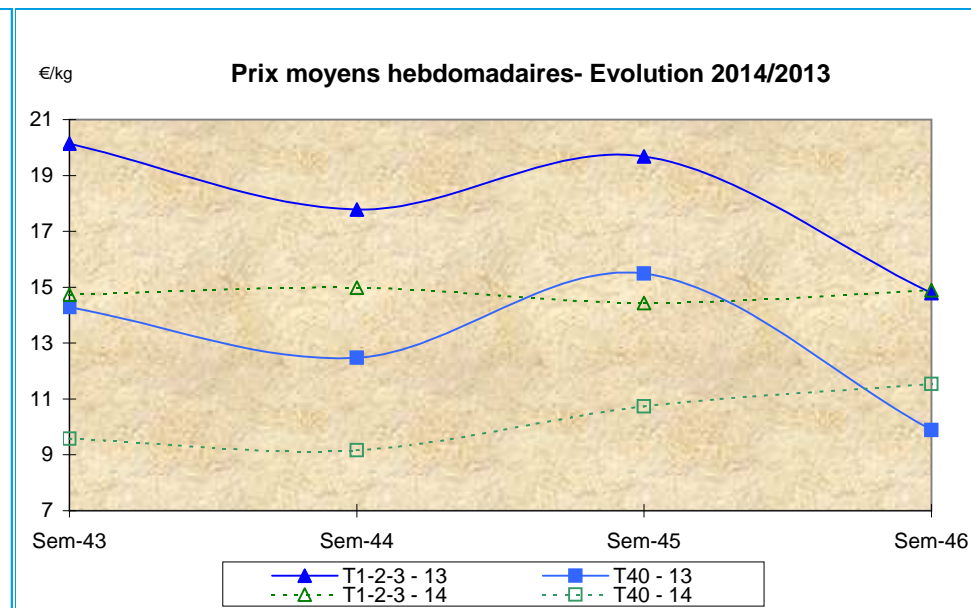 €/kg
Prix moyens hebdomadaires- Evolution 2014/2013
21
19
17
15
13
11
9
7
Sem-43 Sem-44 Sem-45 Sem-46
T1-2-3 - 13 T40 - 13
T1-2-3 - 14 T40 - 14